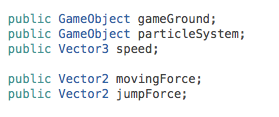 public GameObject gameGround;
public GameObject particleSystem;
public Vector3 speed;

public Vector2 movingForce;
public Vector2 jumpForce;